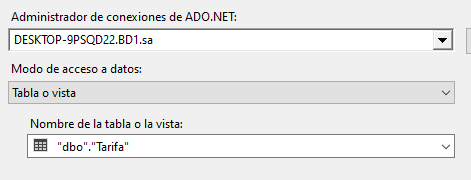 Administrador de conexiones de ADO.NET:
DESKTOP-9PSQD22.BD1.sa
Modo de acceso a datos:
Tabla o vista
Nombre de la tabla o la vista:
"dbo"."Tarifa"